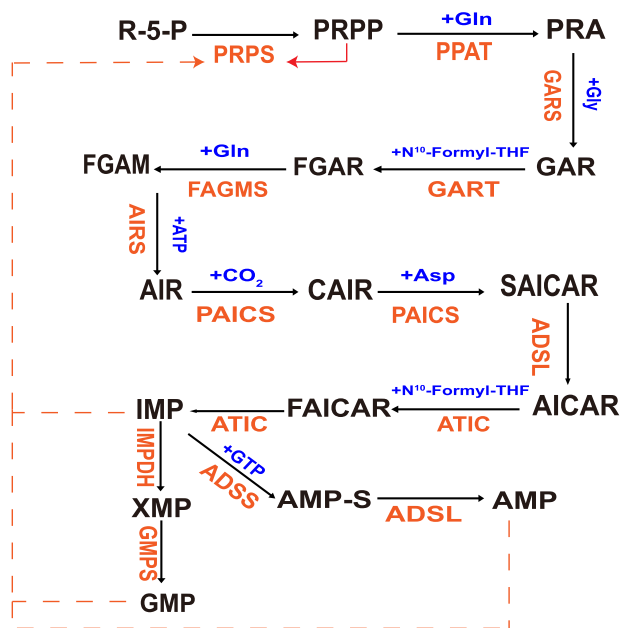 R-5-P PRPP +Gln PRA
PRPS PPAT
GARS +Gly
FGAM +Gln FGAR +N¹⁰-Formyl-THF GAR
FAGMS GART
AIRS +ATP
AIR +CO₂ CAIR +Asp SAICAR
PAICS PAICS
ADSL
IMP FAICAR +N¹⁰-Formyl-THF AICAR
ATIC ATIC
IMPDH +GTP
ADSS
XMP AMP-S AMP
ADSL
GMPS
GMP